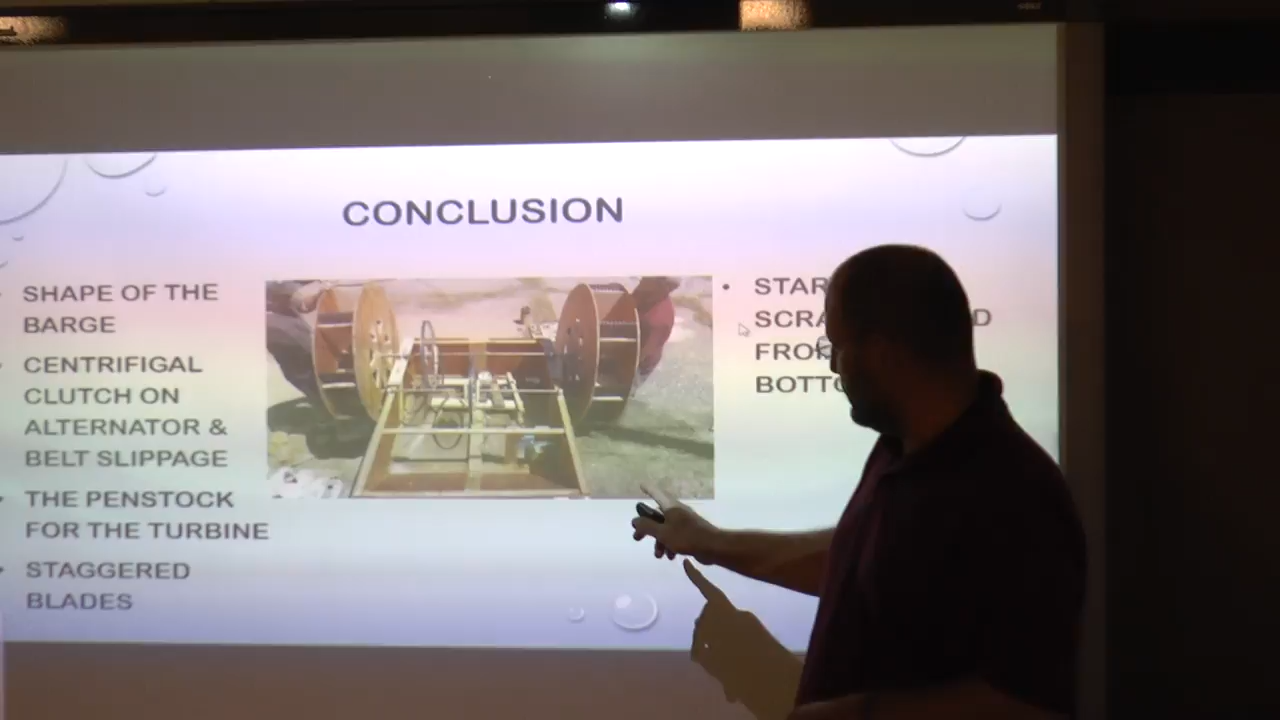 CONCLUSION
SHAPE OF THE
BARGE
CENTRIFIGAL
CLUTCH ON
ALTERNATOR &
BELT SLIPPAGE
THE PENSTOCK
FOR THE TURBINE
STAGGERED
BLADES